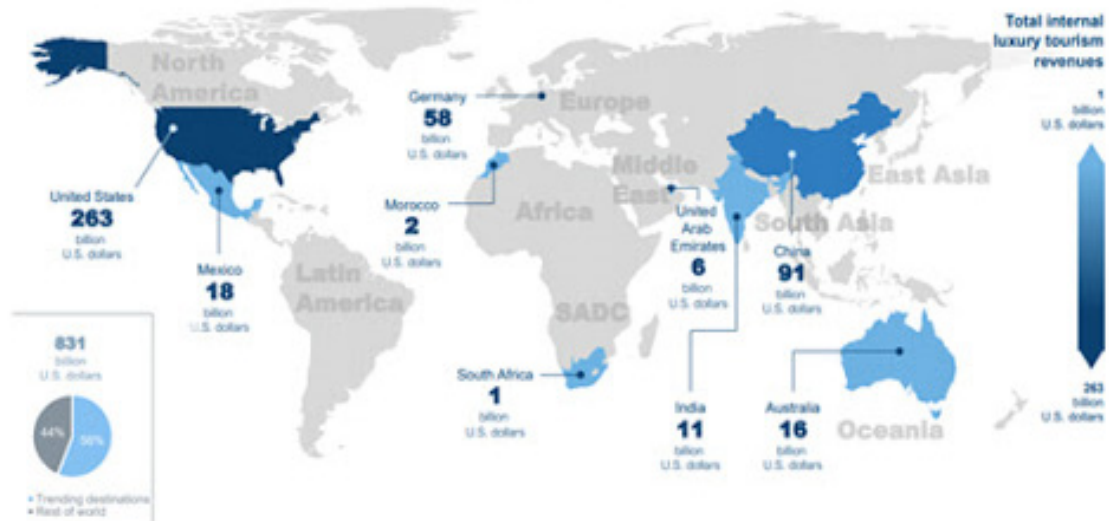 Total internal
luxury tourism
revenues
1
billion
U.S. dollars
263
billion
U.S. dollars
North
America
Europe
Middle
East
East Asia
South Asia
Africa
SADC
Latin
America
Oceania
Germany
58
billion
U.S. dollars
United States
263
billion
U.S. dollars
Morocco
2
billion
U.S. dollars
United
Arab
Emirates
6
billion
U.S. dollars
China
91
billion
U.S. dollars
Mexico
18
billion
U.S. dollars
South Africa
1
billion
U.S. dollars
India
11
billion
U.S. dollars
Australia
16
billion
U.S. dollars
831
billion
U.S. dollars
44%
56%
Trending destinations
Rest of world